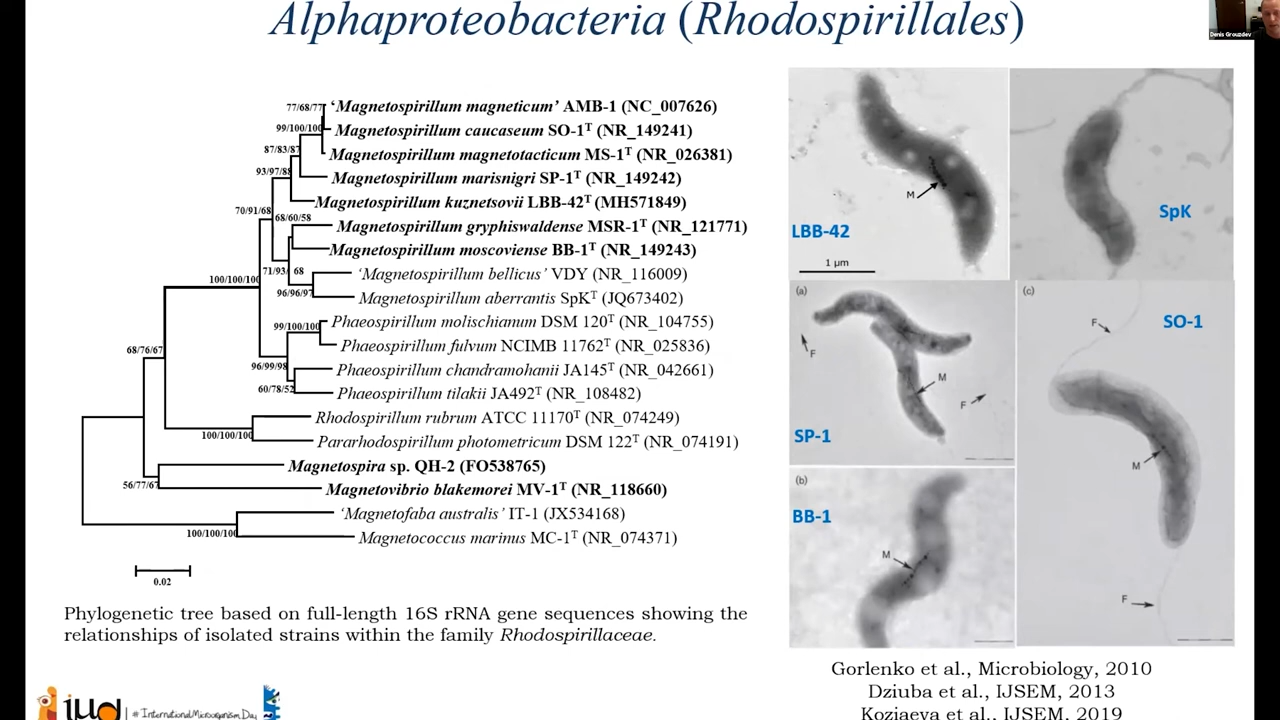 Alphaproteobacteria (Rhodospirillales)
Denis Grouzdev
77/68/77
'Magnetospirillum magneticum' AMB-1 (NC_007626)
99/100/100
Magnetospirillum caucaseum SO-1ᵀ (NR_149241)
87/83/87
Magnetospirillum magnetotacticum MS-1ᵀ (NR_026381)
93/97/88
Magnetospirillum marisnigri SP-1ᵀ (NR_149242)
Magnetospirillum kuznetsovii LBB-42ᵀ (MH571849)
70/91/68
68/60/58
Magnetospirillum gryphiswaldense MSR-1ᵀ (NR_121771)
Magnetospirillum moscoviense BB-1ᵀ (NR_149243)
71/93/ 68
'Magnetospirillum bellicus' VDY (NR_116009)
100/100/100
96/96/97
Magnetospirillum aberrantis SpKᵀ (JQ673402)
99/100/100
Phaeospirillum molischianum DSM 120ᵀ (NR_104755)
Phaeospirillum fulvum NCIMB 11762ᵀ (NR_025836)
68/76/67
96/99/98
Phaeospirillum chandramohanii JA145ᵀ (NR_042661)
60/78/52
Phaeospirillum tilakii JA492ᵀ (NR_108482)
Rhodospirillum rubrum ATCC 11170ᵀ (NR_074249)
100/100/100
Pararhodospirillum photometricum DSM 122ᵀ (NR_074191)
Magnetospira sp. QH-2 (FO538765)
56/77/67
Magnetovibrio blakemorei MV-1ᵀ (NR_118660)
'Magnetofaba australis' IT-1 (JX534168)
100/100/100
Magnetococcus marinus MC-1ᵀ (NR_074371)
0.02
Phylogenetic tree based on full-length 16S rRNA gene sequences showing the
relationships of isolated strains within the family Rhodospirillaceae.
M
LBB-42
1 µm
SpK
(a)
F
M
F
SP-1
(b)
BB-1
M
(c)
F
SO-1
M
F
Gorlenko et al., Microbiology, 2010
Dziuba et al., IJSEM, 2013
Koziaeva et al., IJSEM, 2019
iμd
#InternationalMicroorganismDay